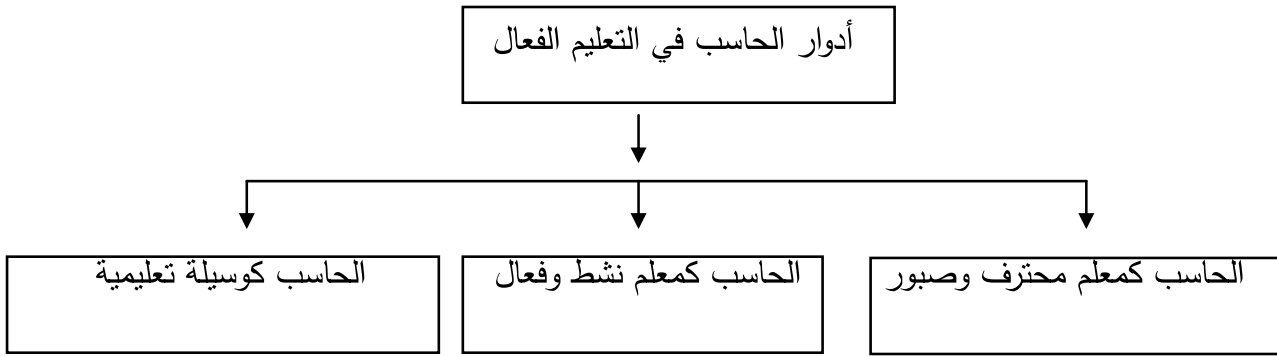 أدوار الحاسب في التعليم الفعال
الحاسب كمعلم محترف وصبور
الحاسب كمعلم نشط وفعال
الحاسب كوسيلة تعليمية